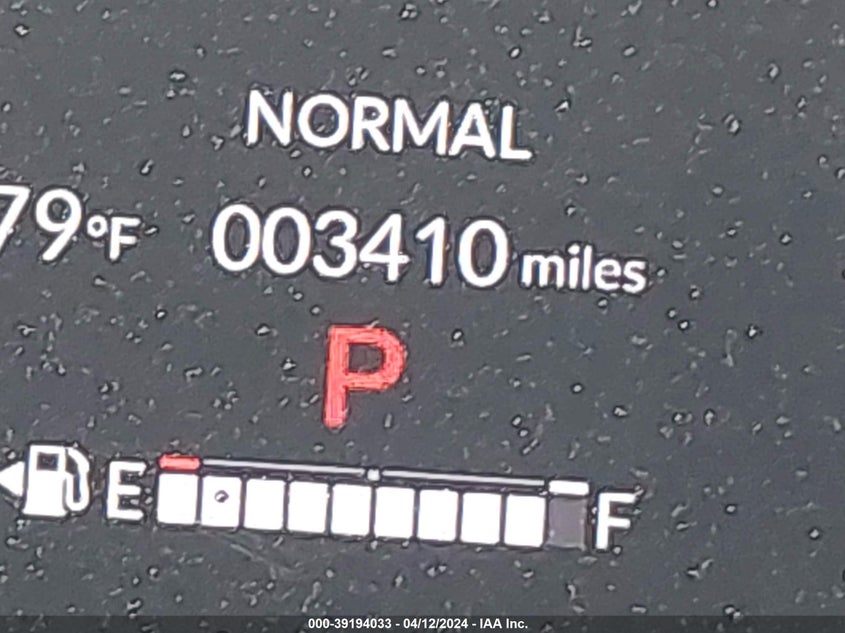 NORMAL
79°F 003410 miles
P
E F
000-39194033 - 04/12/2024 - IAA Inc.